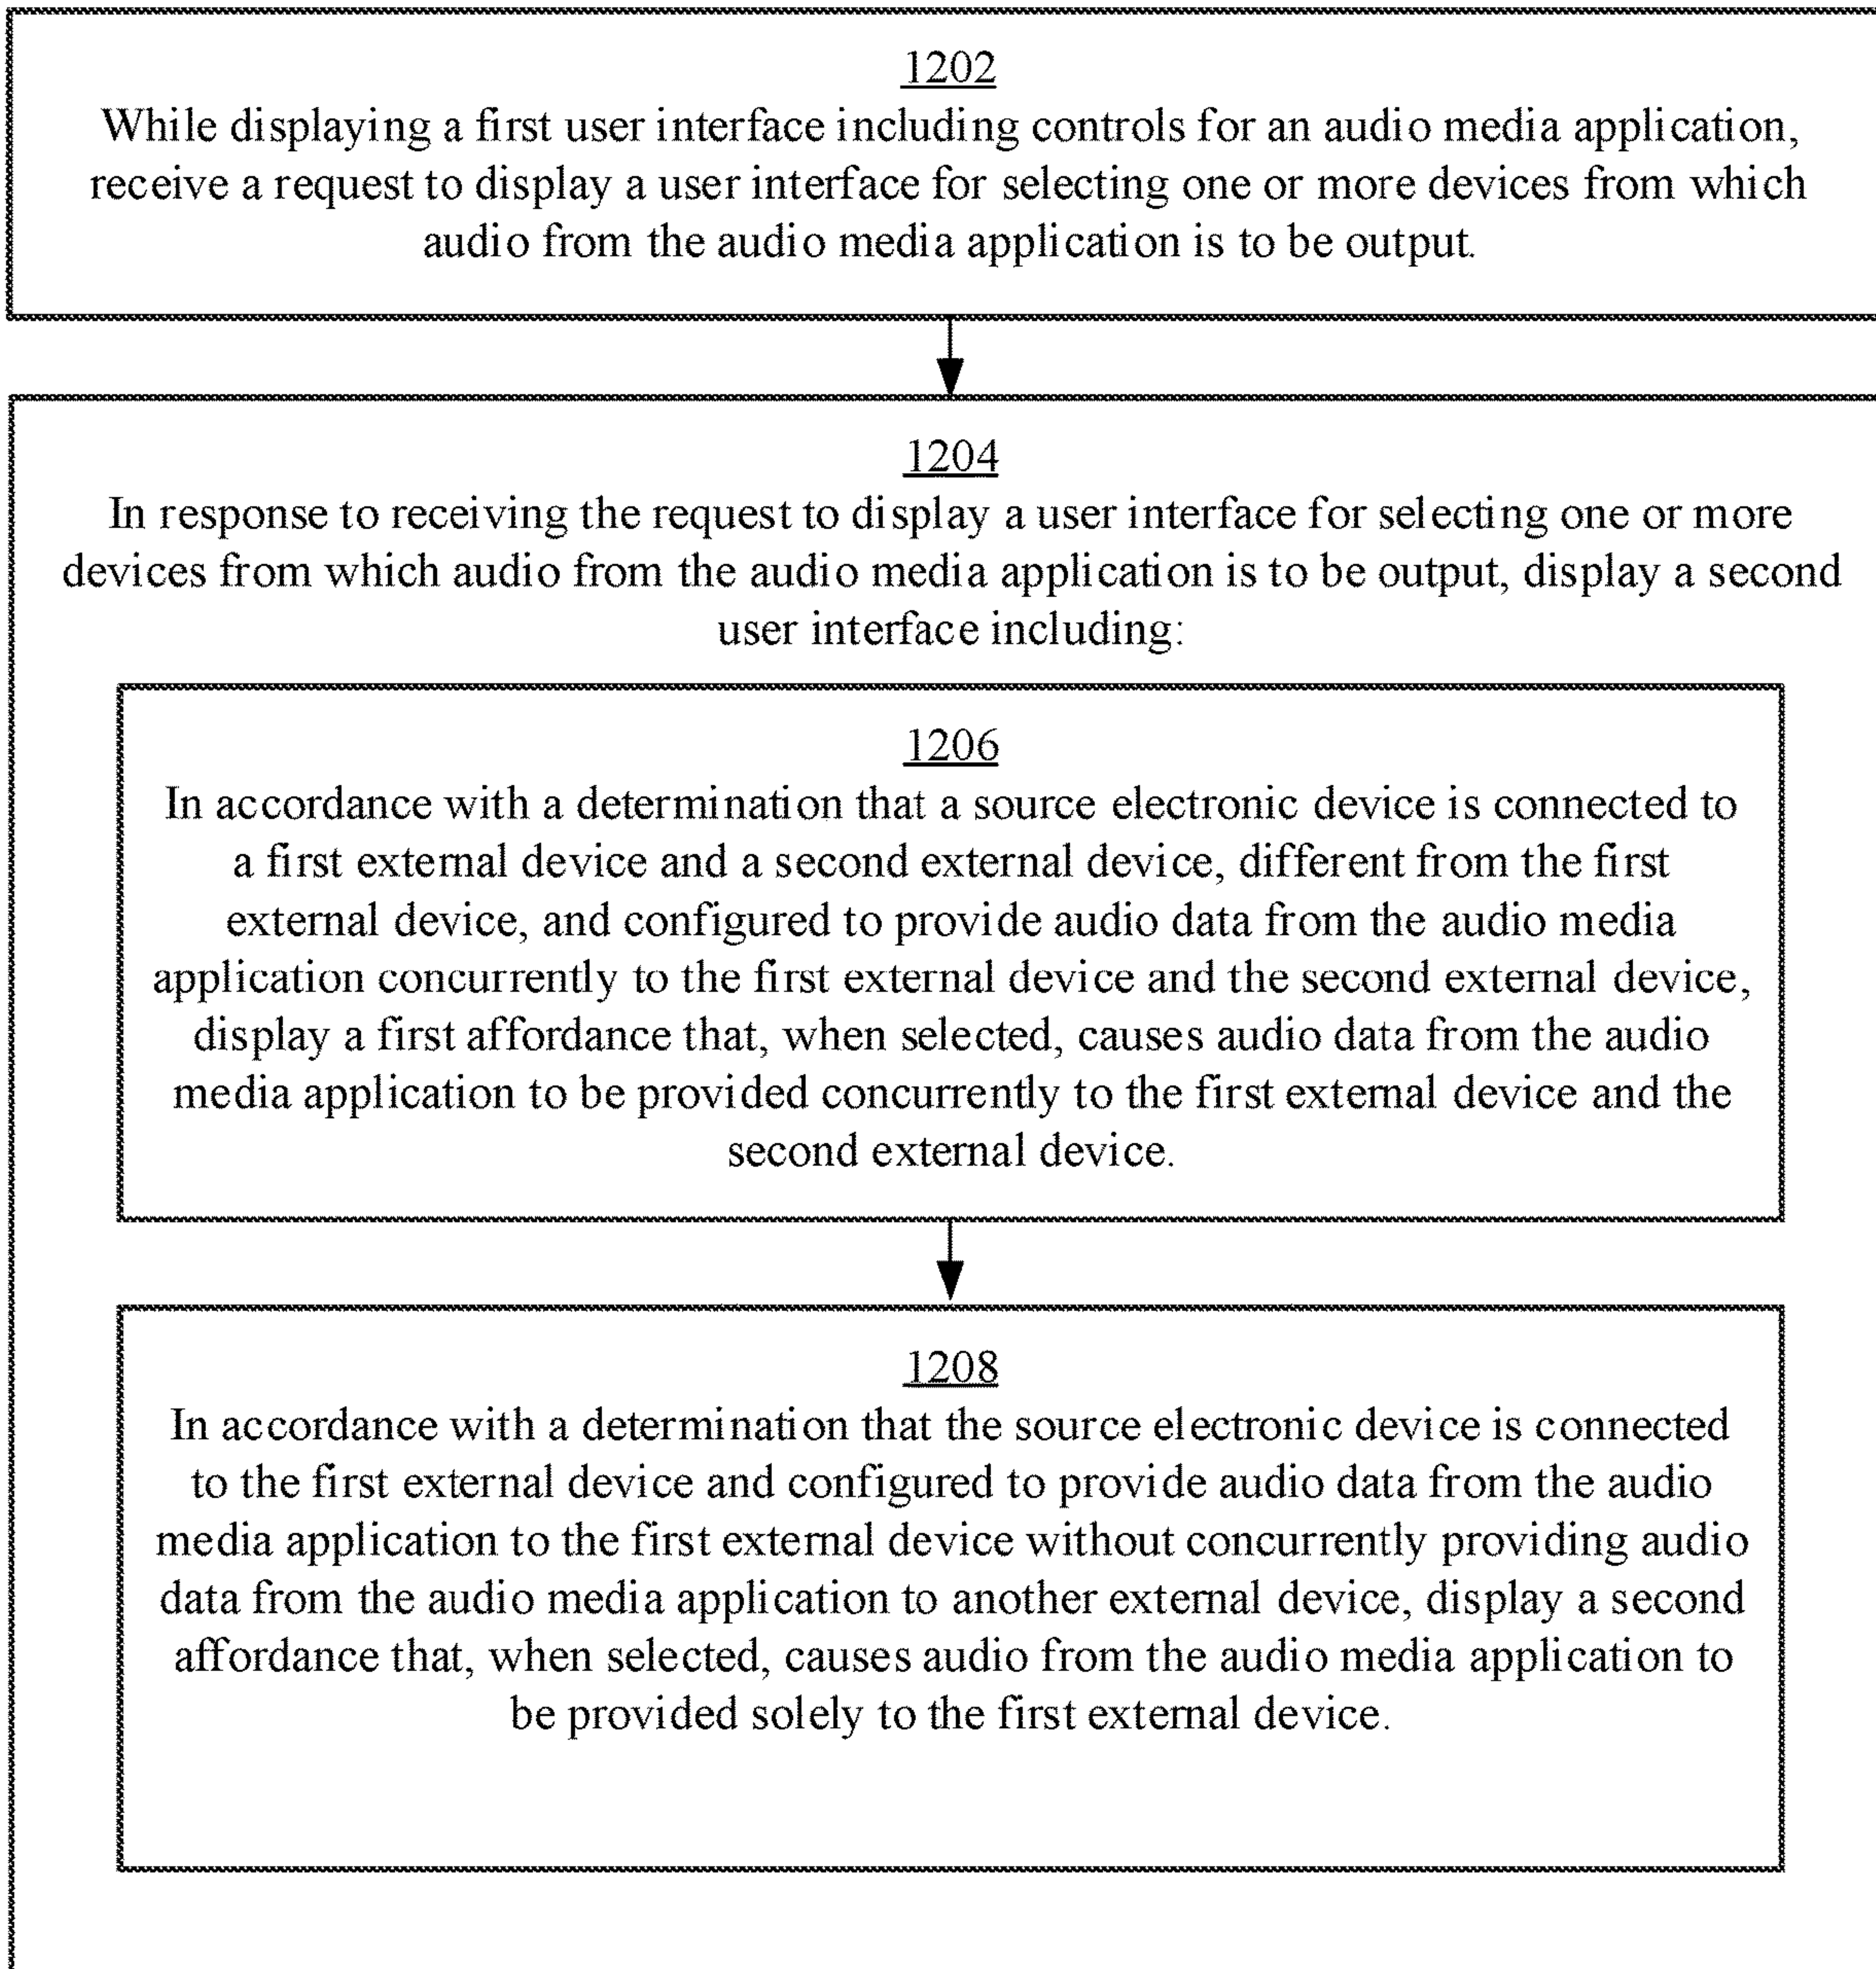 1202
While displaying a first user interface including controls for an audio media application,
receive a request to display a user interface for selecting one or more devices from which
audio from the audio media application is to be output.
1204
In response to receiving the request to display a user interface for selecting one or more
devices from which audio from the audio media application is to be output, display a second
user interface including:
1206
In accordance with a determination that a source electronic device is connected to
a first external device and a second external device, different from the first
external device, and configured to provide audio data from the audio media
application concurrently to the first external device and the second external device,
display a first affordance that, when selected, causes audio data from the audio
media application to be provided concurrently to the first external device and the
second external device.
1208
In accordance with a determination that the source electronic device is connected
to the first external device and configured to provide audio data from the audio
media application to the first external device without concurrently providing audio
data from the audio media application to another external device, display a second
affordance that, when selected, causes audio from the audio media application to
be provided solely to the first external device.